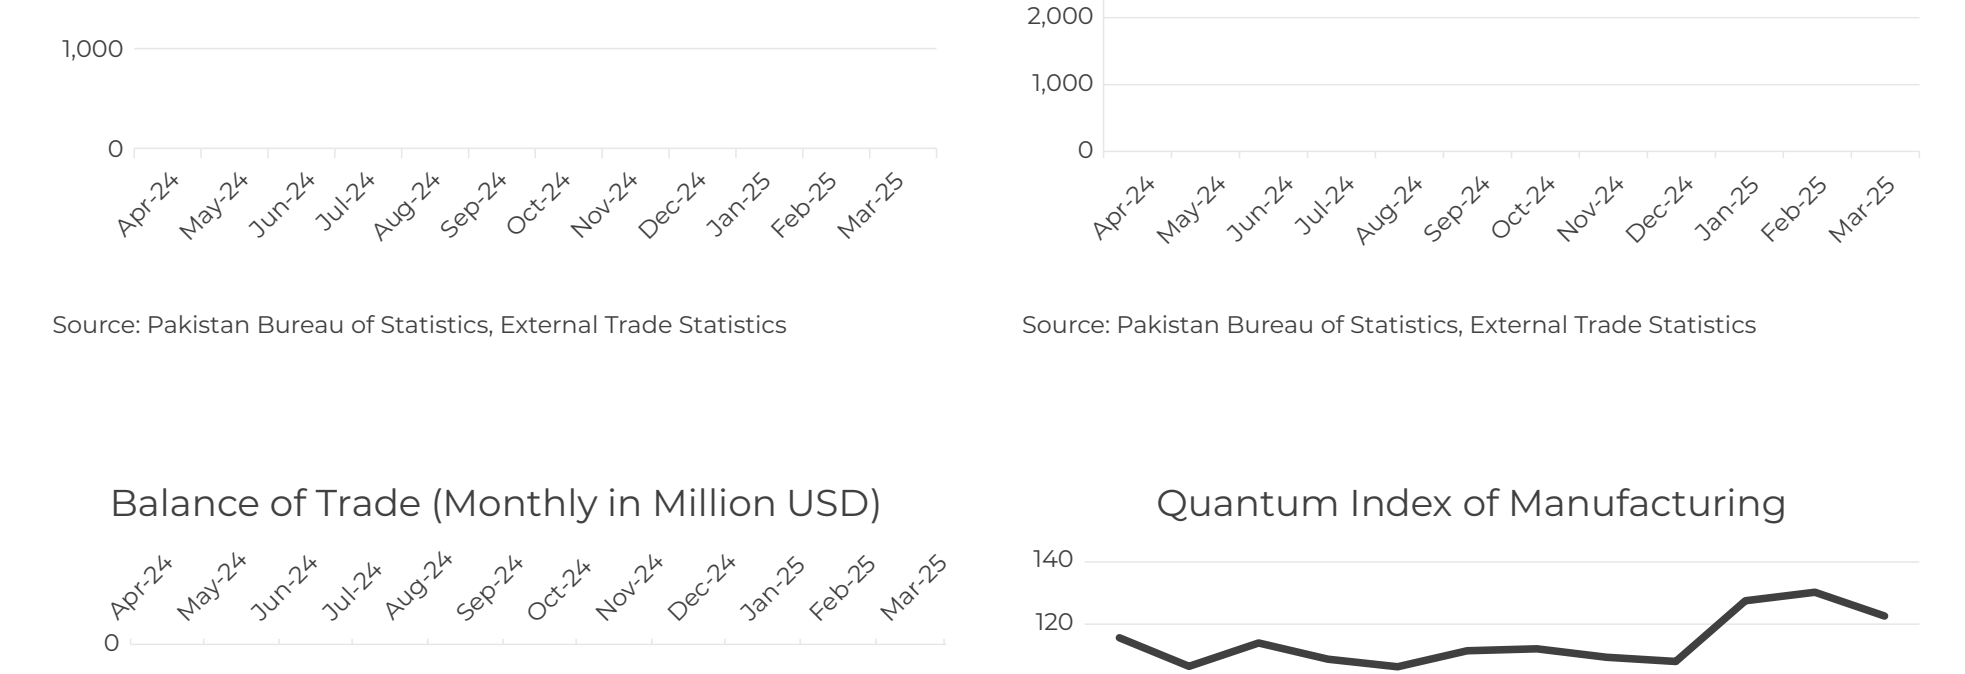 1,000
0
Apr-24 May-24 Jun-24 Jul-24 Aug-24 Sep-24 Oct-24 Nov-24 Dec-24 Jan-25 Feb-25 Mar-25
Source: Pakistan Bureau of Statistics, External Trade Statistics
2,000
1,000
0
Apr-24 May-24 Jun-24 Jul-24 Aug-24 Sep-24 Oct-24 Nov-24 Dec-24 Jan-25 Feb-25 Mar-25
Source: Pakistan Bureau of Statistics, External Trade Statistics
Balance of Trade (Monthly in Million USD)
Apr-24 May-24 Jun-24 Jul-24 Aug-24 Sep-24 Oct-24 Nov-24 Dec-24 Jan-25 Feb-25 Mar-25
0
Quantum Index of Manufacturing
140
120